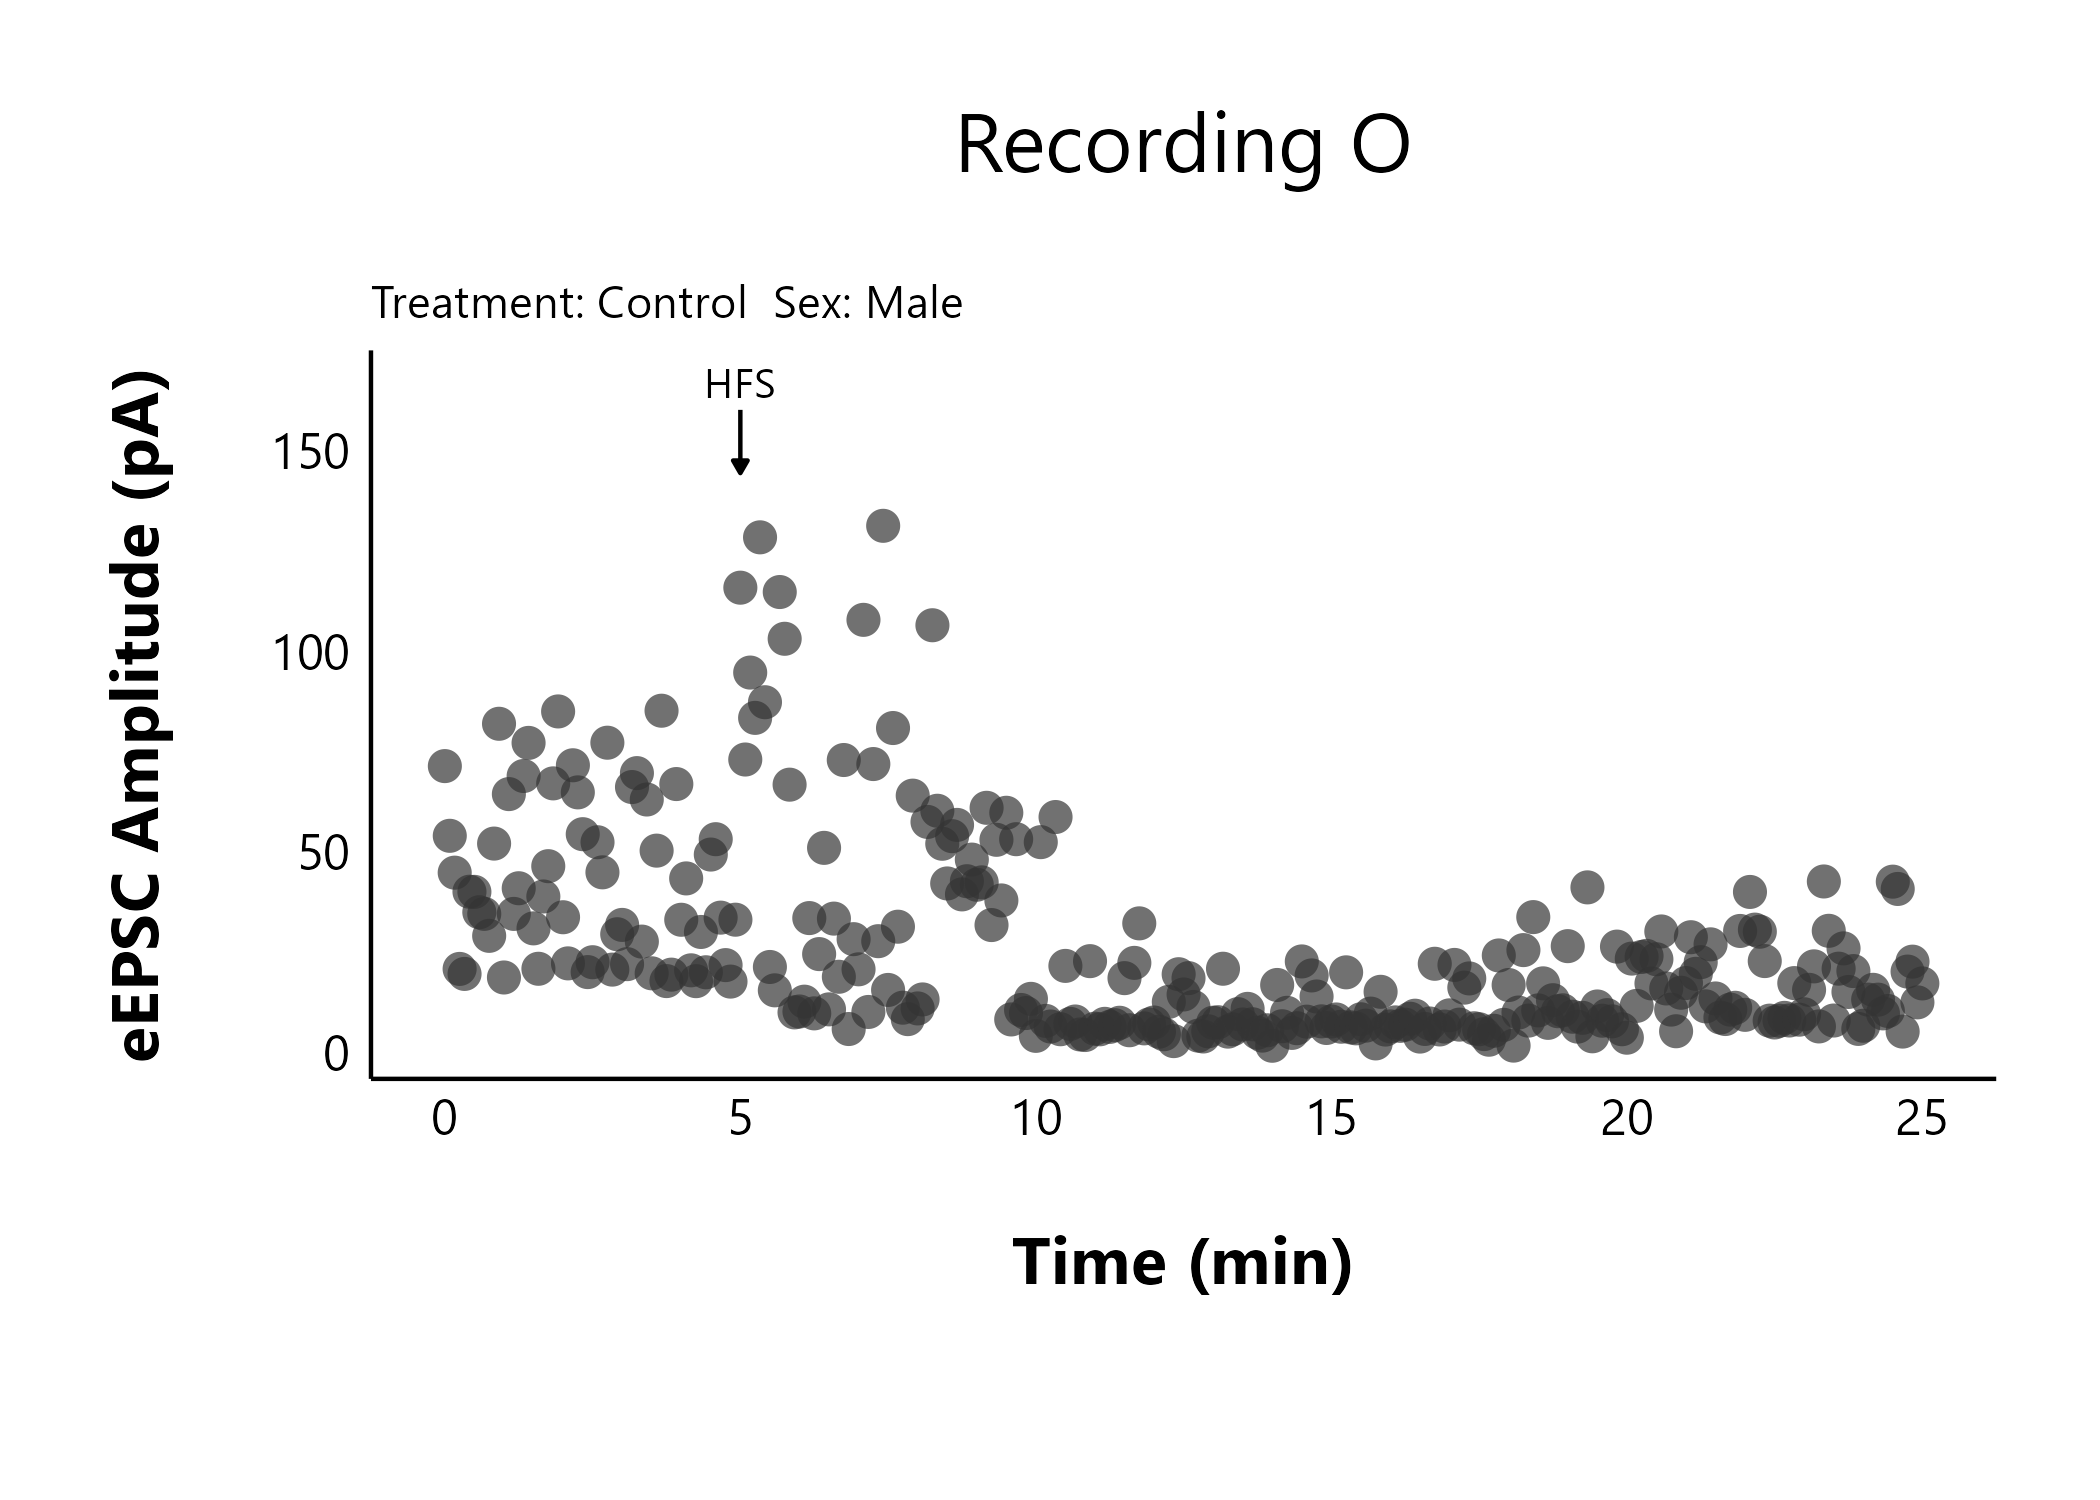 Recording O
Treatment: Control  Sex: Male
HFS
eEPSC Amplitude (pA)
150
100
50
0
0 5 10 15 20 25
Time (min)